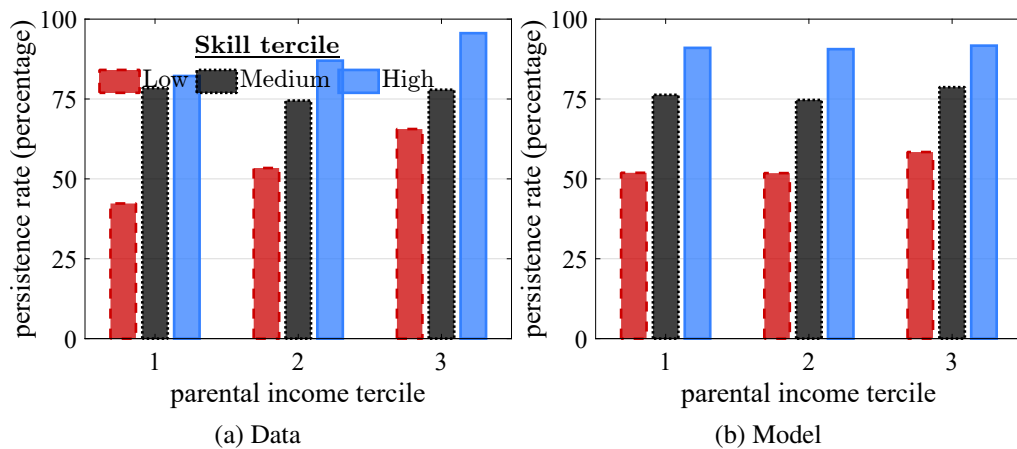 100
75
50
25
0
persistence rate (percentage)
Skill tercile
Low Medium High
1 2 3
parental income tercile
(a) Data
100
75
50
25
0
persistence rate (percentage)
1 2 3
parental income tercile
(b) Model